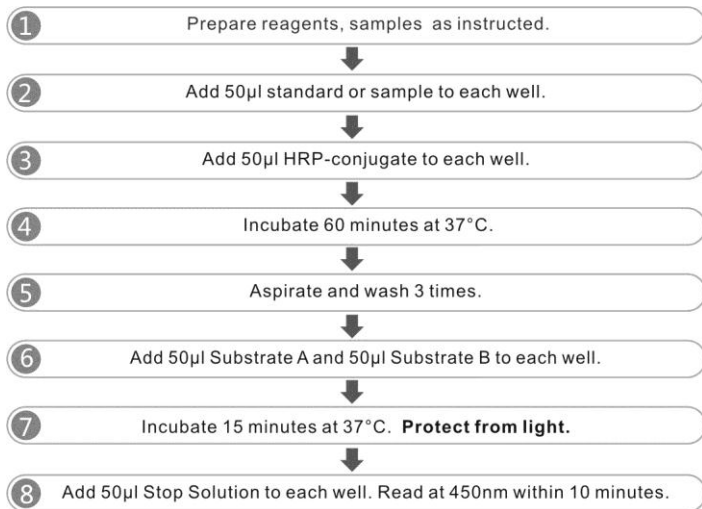 1 Prepare reagents, samples as instructed.
2 Add 50μl standard or sample to each well.
3 Add 50μl HRP-conjugate to each well.
4 Incubate 60 minutes at 37°C.
5 Aspirate and wash 3 times.
6 Add 50μl Substrate A and 50μl Substrate B to each well.
7 Incubate 15 minutes at 37°C. Protect from light.
8 Add 50μl Stop Solution to each well. Read at 450nm within 10 minutes.